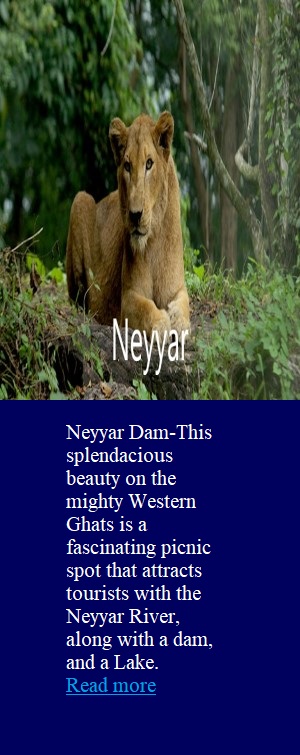 Neyyar
Neyyar Dam-This
splendacious
beauty on the
mighty Western
Ghats is a
fascinating picnic
spot that attracts
tourists with the
Neyyar River,
along with a dam,
and a Lake.
Read more